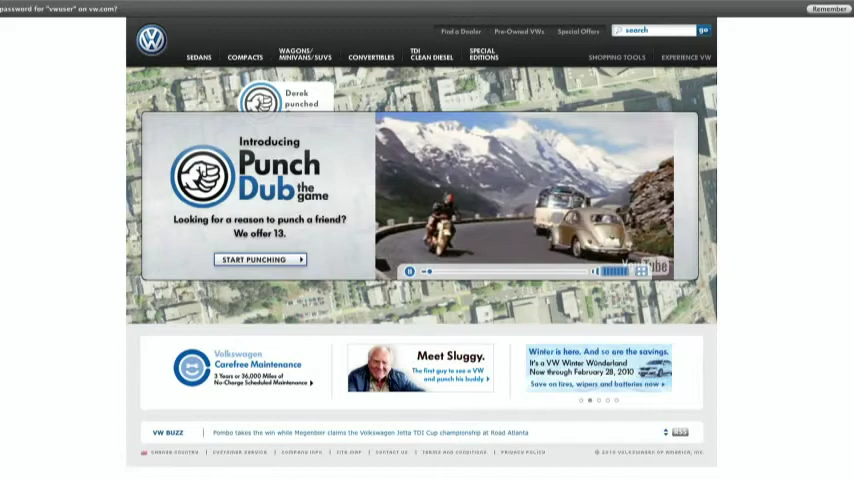 password for "vwuser" on vw.com?
Remember
Find a Dealer Pre-Owned VWs Special Offers
search go
SEDANS COMPACTS WAGONS/ MINIVANS/SUVS CONVERTIBLES TDI CLEAN DIESEL SPECIAL EDITIONS SHOPPING TOOLS EXPERIENCE VW
Derek
punched
Introducing
Punch
Dub the game
Looking for a reason to punch a friend?
We offer 13.
START PUNCHING
YouTube
Volkswagen
Carefree Maintenance
3 Years or 36,000 Miles of
No-Charge Scheduled Maintenance
Meet Sluggy.
The first guy to see a VW
and punch his buddy
Winter is here. And so are the savings.
It's a VW Winter Wonderland
Now through February 28, 2010
Save on tires, wipers and batteries now
VW BUZZ Pombo takes the win while Megenbier claims the Volkswagen Jetta TDI Cup championship at Road Atlanta RSS
CHANGE COUNTRY | CUSTOMER SERVICE | COMPANY INFO | SITE MAP | CONTACT US | TERMS AND CONDITIONS | PRIVACY POLICY © 2010 VOLKSWAGEN OF AMERICA, INC.